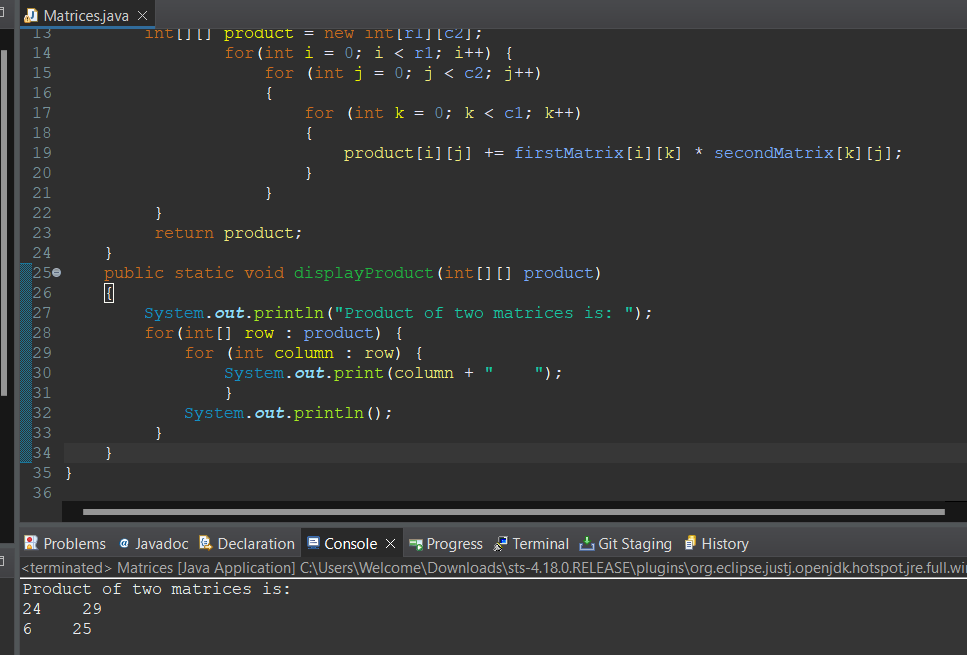 Matrices.java
13 int[][] product = new int[r1][c2];
14 for(int i = 0; i < r1; i++) {
15 for (int j = 0; j < c2; j++)
16 {
17 for (int k = 0; k < c1; k++)
18 {
19 product[i][j] += firstMatrix[i][k] * secondMatrix[k][j];
20 }
21 }
22 }
23 return product;
24 }
25 public static void displayProduct(int[][] product)
26 {
27 System.out.println("Product of two matrices is: ");
28 for(int[] row : product) {
29 for (int column : row) {
30 System.out.print(column + "    ");
31 }
32 System.out.println();
33 }
34 }
35 }
36
Problems Javadoc Declaration Console Progress Terminal Git Staging History
<terminated> Matrices [Java Application] C:\Users\Welcome\Downloads\sts-4.18.0.RELEASE\plugins\org.eclipse.justj.openjdk.hotspot.jre.full.wi
Product of two matrices is:
24    29
6    25